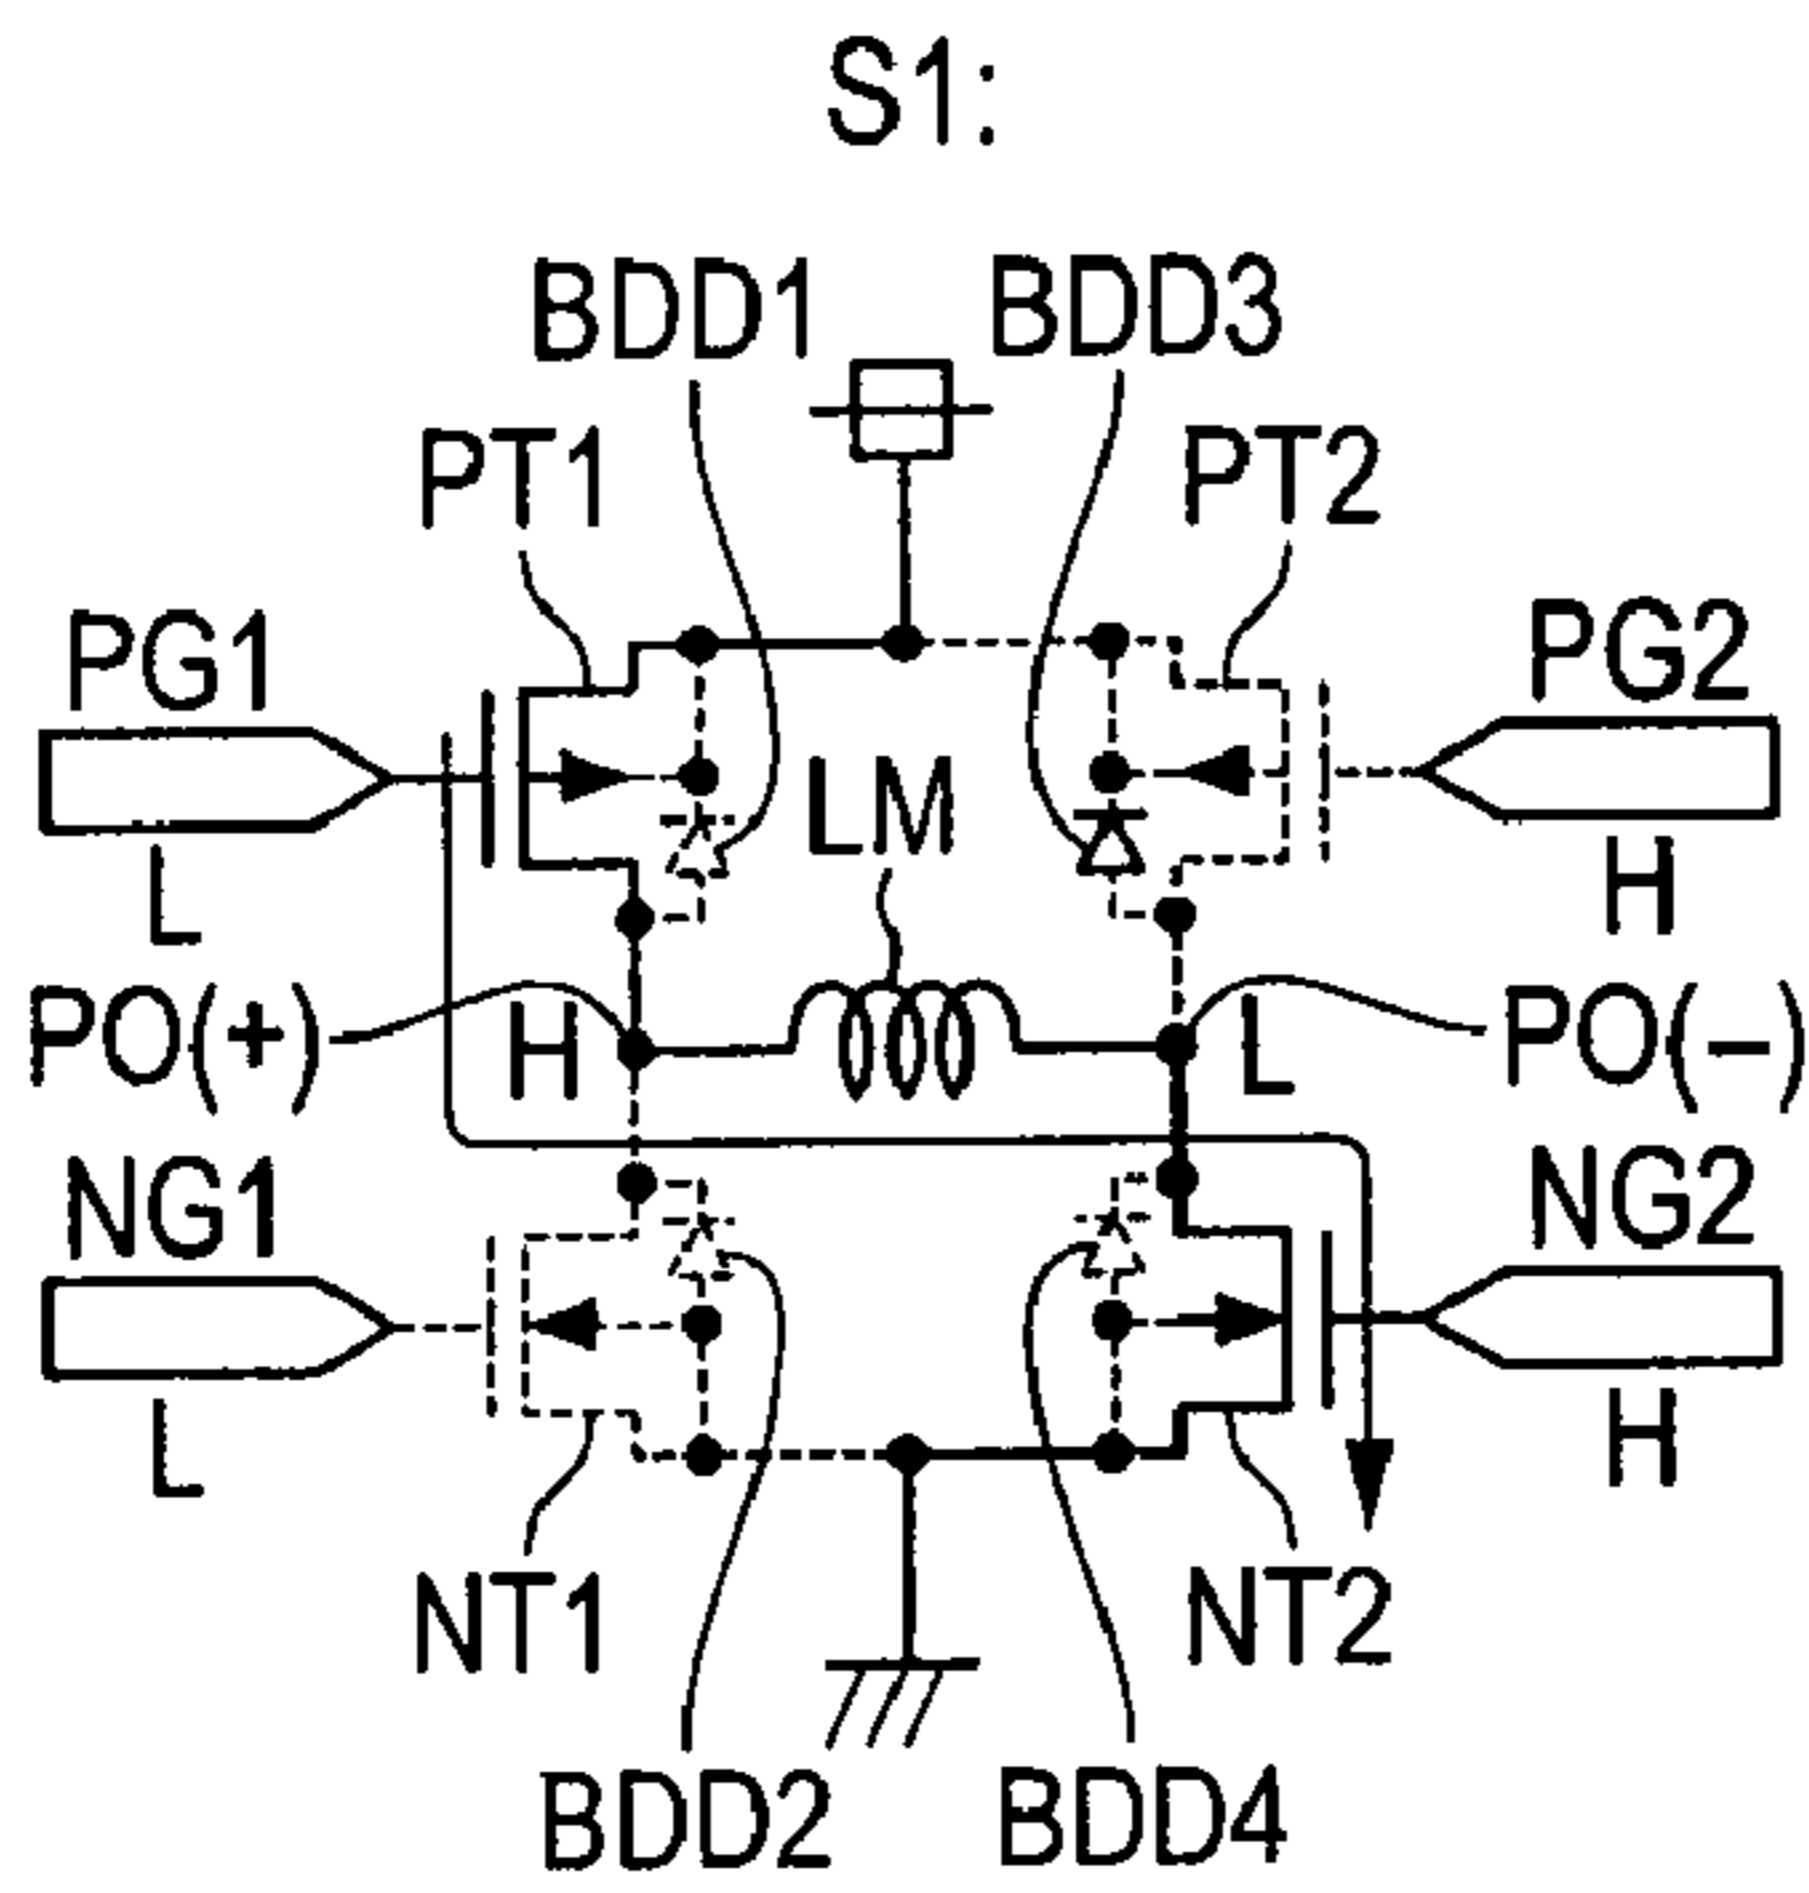 S1:
BDD1 BDD3
PT1 PT2
PG1 PG2
LM
L H
PO(+) H L PO(−)
NG1 NG2
L H
NT1 NT2
BDD2 BDD4